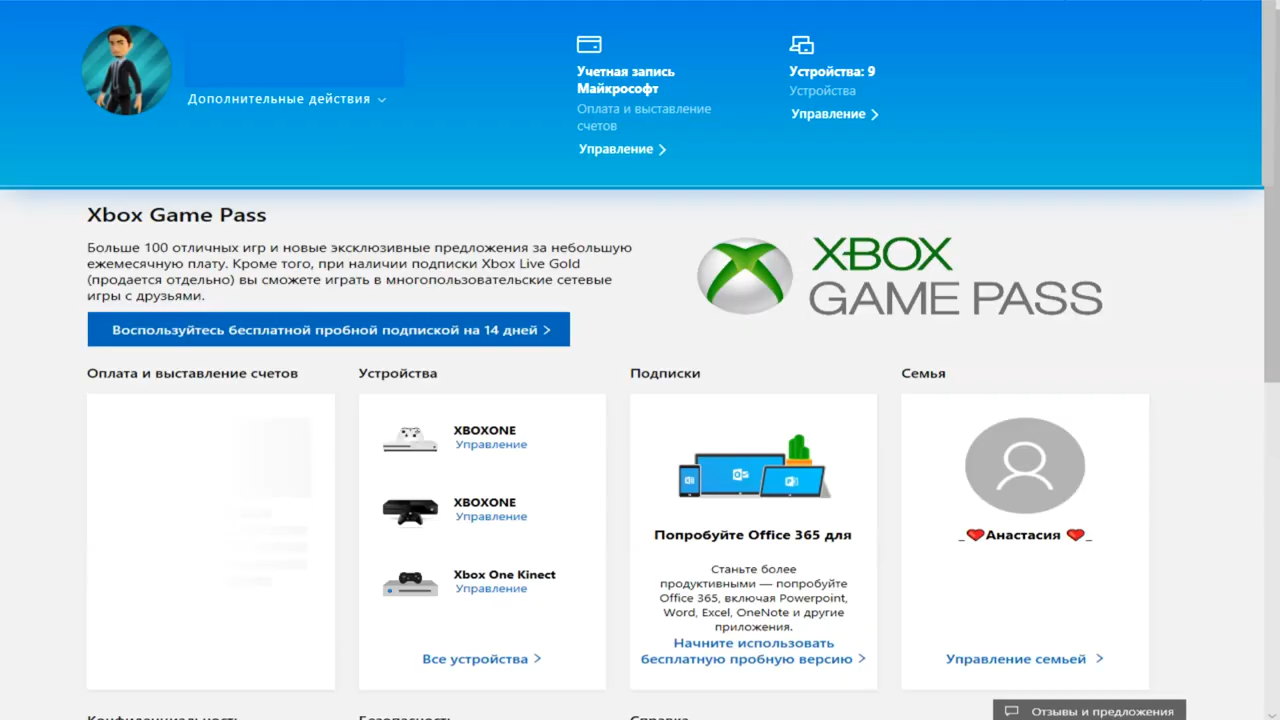 Дополнительные действия
Учетная запись
Майкрософт
Оплата и выставление
счетов
Управление
Устройства: 9
Устройства
Управление
Xbox Game Pass
Больше 100 отличных игр и новые эксклюзивные предложения за небольшую
ежемесячную плату. Кроме того, при наличии подписки Xbox Live Gold
(продается отдельно) вы сможете играть в многопользовательские сетевые
игры с друзьями.
Воспользуйтесь бесплатной пробной подпиской на 14 дней
XBOX
GAME PASS
Оплата и выставление счетов
Устройства
XBOXONE
Управление
XBOXONE
Управление
Xbox One Kinect
Управление
Все устройства
Подписки
Попробуйте Office 365 для
Станьте более
продуктивными — попробуйте
Office 365, включая Powerpoint,
Word, Excel, OneNote и другие
приложения.
Начните использовать
бесплатную пробную версию
Семья
_❤Анастасия ❤_
Управление семьей
Конфиденциальность
Безопасность
Справка
Отзывы и предложения